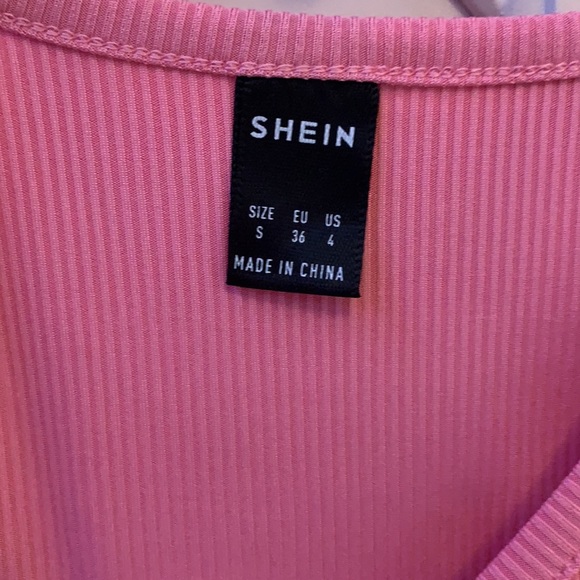 SHEIN
SIZE EU US
S 36 4
MADE IN CHINA